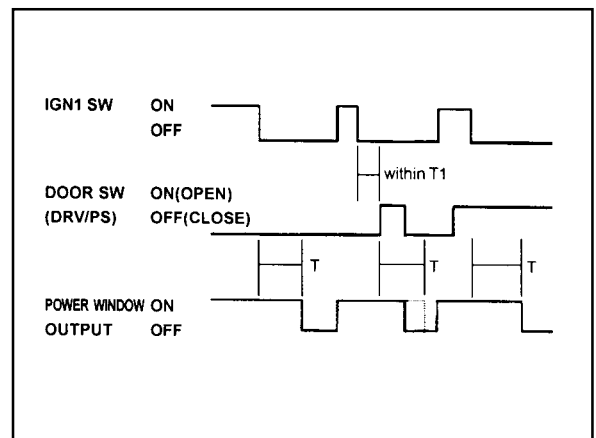 IGN1 SW ON
OFF
within T1
DOOR SW ON(OPEN)
(DRV/PS) OFF(CLOSE)
T T T
POWER WINDOW ON
OUTPUT OFF